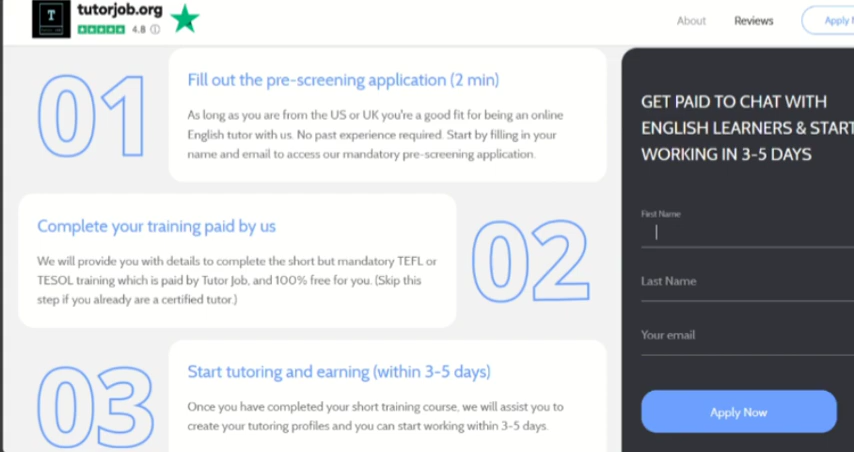 tutorjob.org
4.8
About
Reviews
Apply
01
Fill out the pre-screening application (2 min)
As long as you are from the US or UK you're a good fit for being an online
English tutor with us. No past experience required. Start by filling in your
name and email to access our mandatory pre-screening application.
Complete your training paid by us
We will provide you with details to complete the short but mandatory TEFL or
TESOL training which is paid by Tutor Job, and 100% free for you. (Skip this
step if you already are a certified tutor.)
02
03
Start tutoring and earning (within 3-5 days)
Once you have completed your short training course, we will assist you to
create your tutoring profiles and you can start working within 3-5 days.
GET PAID TO CHAT WITH
ENGLISH LEARNERS & START
WORKING IN 3-5 DAYS
First Name
Last Name
Your email
Apply Now